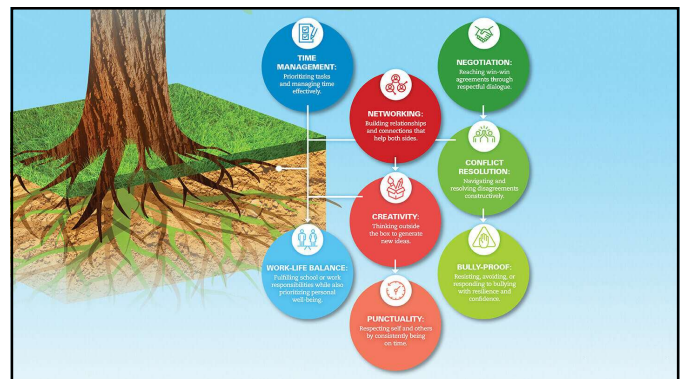 TIME
MANAGEMENT:
Prioritizing tasks
and managing time
effectively.
NEGOTIATION:
Reaching win-win
agreements through
respectful dialogue.
NETWORKING:
Building relationships
and connections that
help both sides.
CONFLICT
RESOLUTION:
Navigating and
resolving disagreements
constructively.
CREATIVITY:
Thinking outside
the box to generate
new ideas.
WORK-LIFE BALANCE:
Fulfilling school or work
responsibilities while also
prioritizing personal
well-being.
BULLY-PROOF:
Resisting, avoiding, or
responding to bullying
with resilience and
confidence.
PUNCTUALITY:
Respecting self and others
by consistently being
on time.